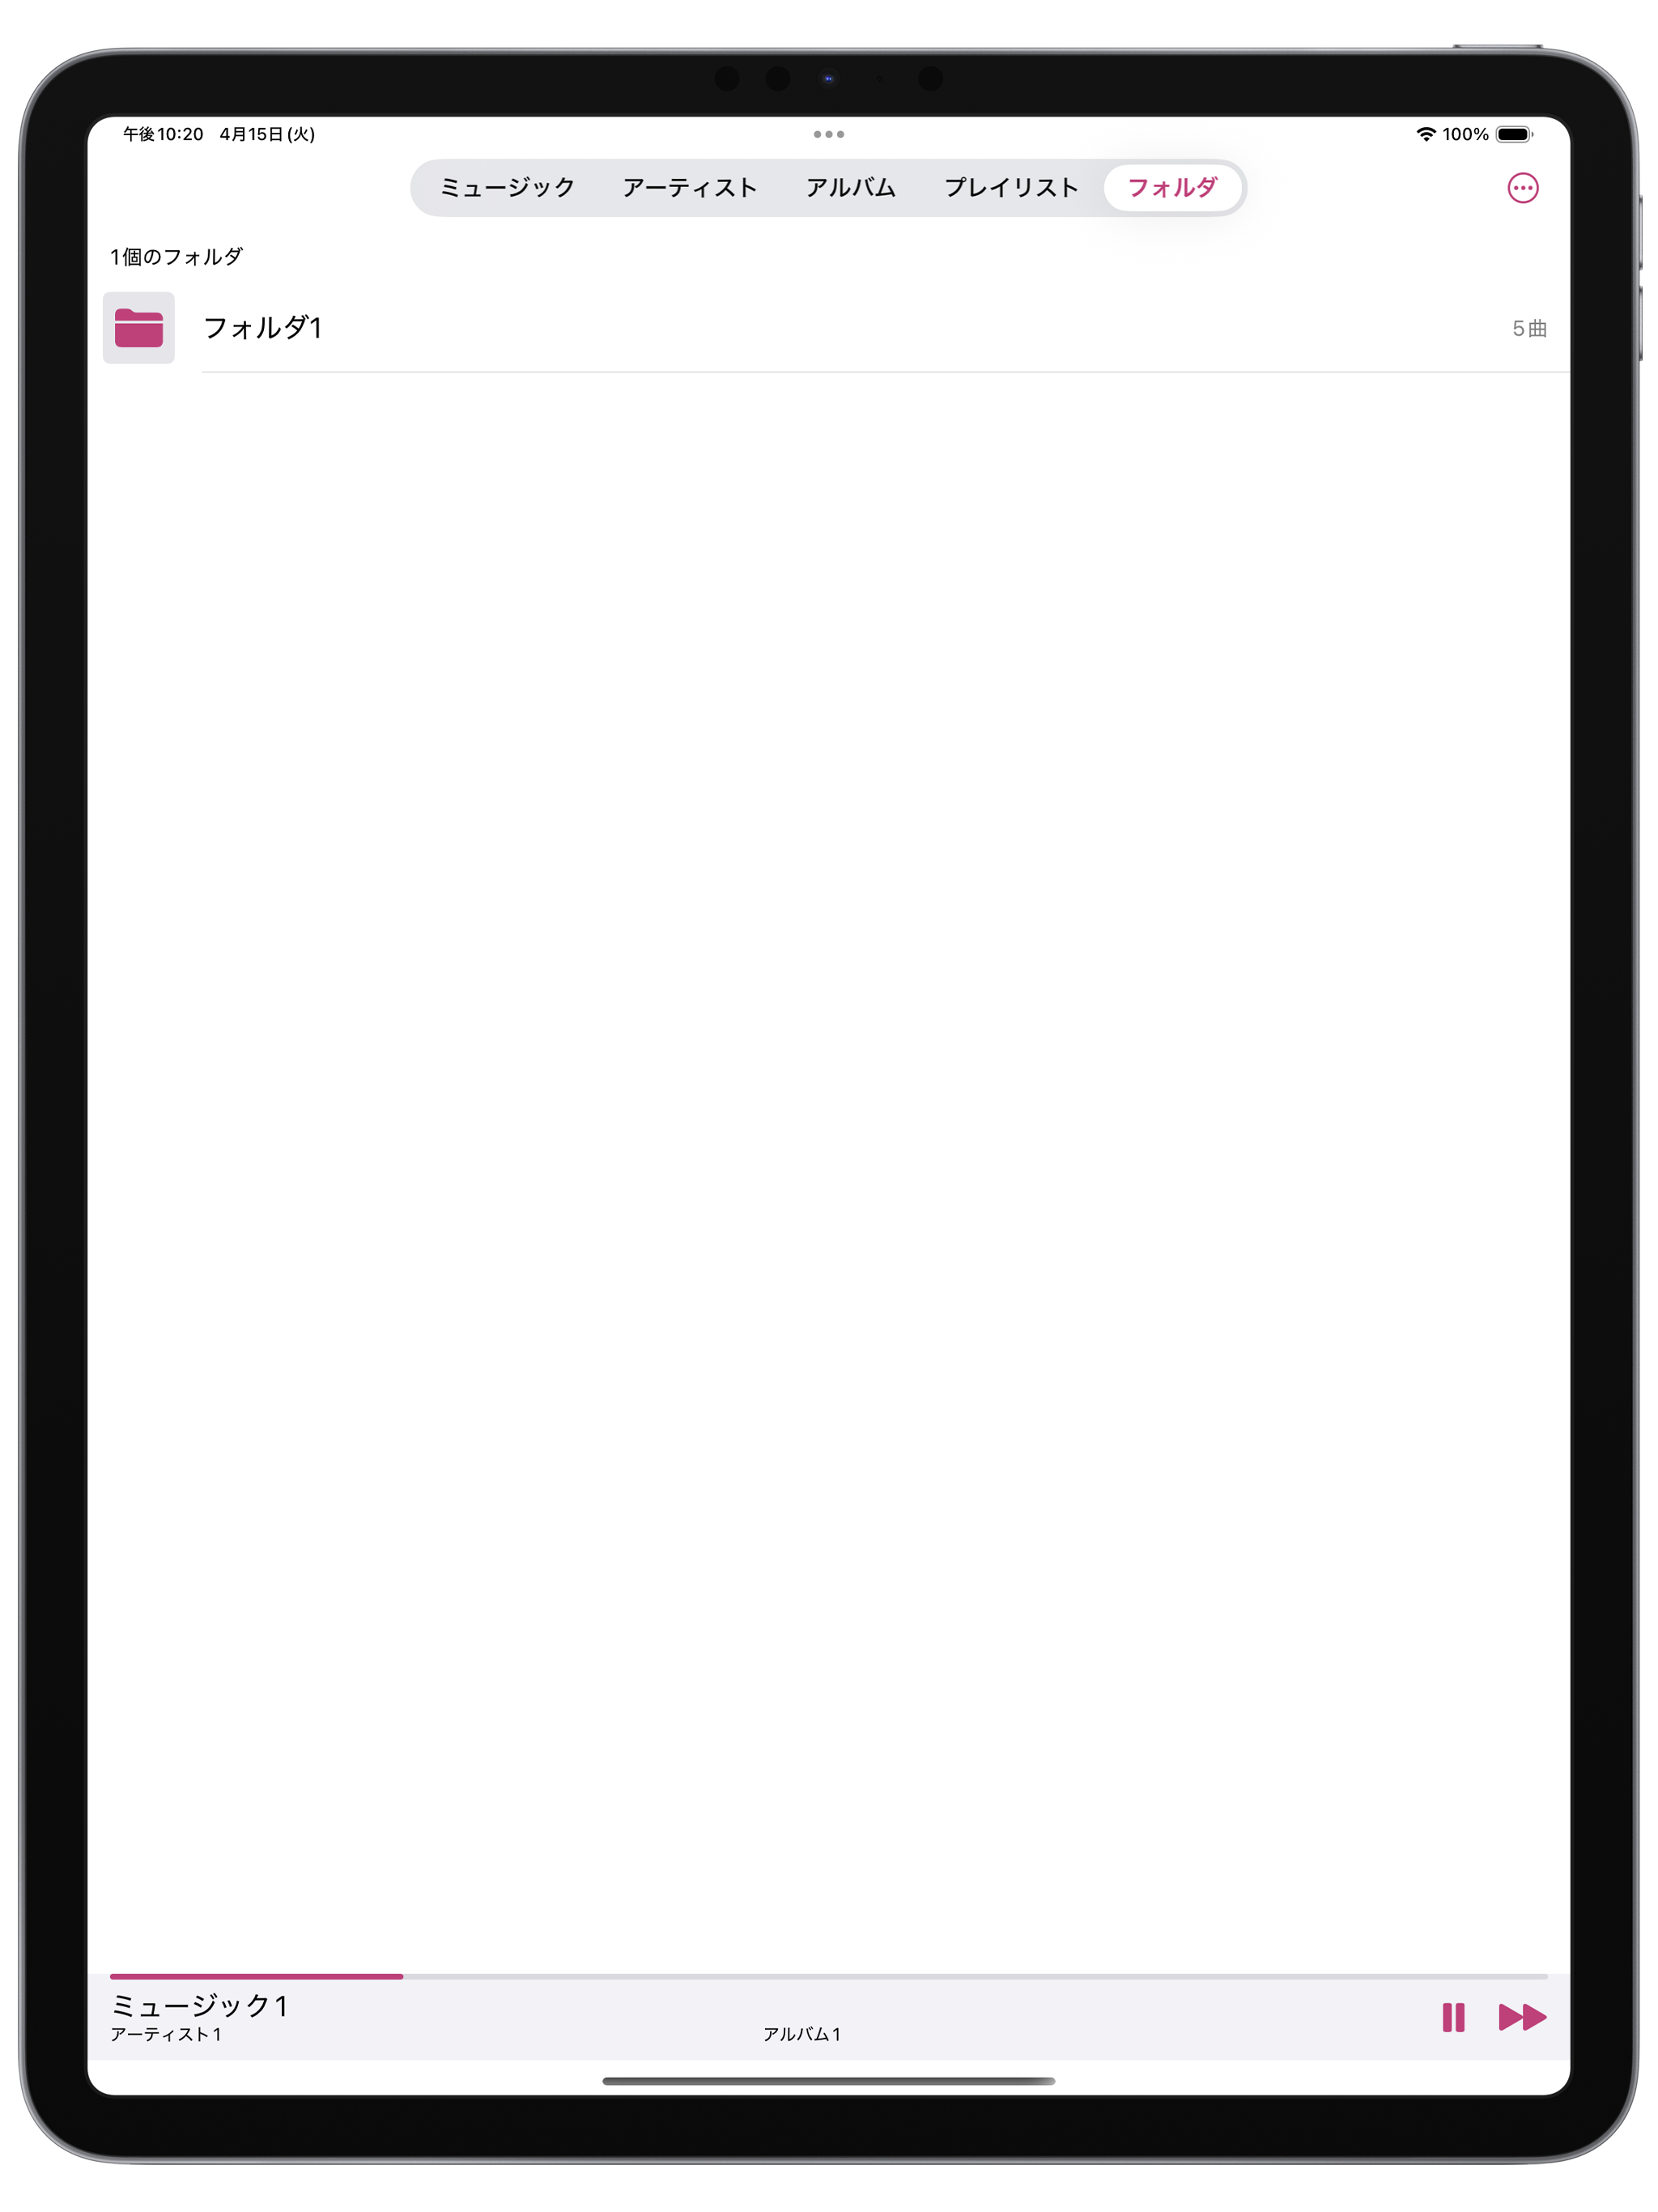 午後10:20 4月15日(火)
100%
ミュージック アーティスト アルバム プレイリスト フォルダ
1個のフォルダ
フォルダ1 5曲
ミュージック1
アーティスト1 アルバム1